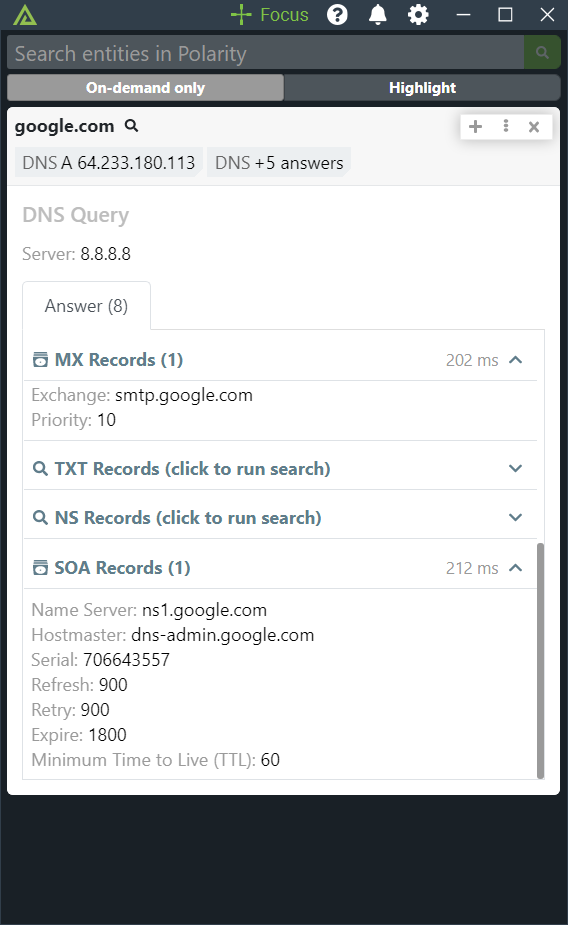 Focus
Search entities in Polarity
On-demand only
Highlight
google.com
DNS A 64.233.180.113
DNS +5 answers
DNS Query
Server: 8.8.8.8
Answer (8)
MX Records (1) 202 ms
Exchange: smtp.google.com
Priority: 10
TXT Records (click to run search)
NS Records (click to run search)
SOA Records (1) 212 ms
Name Server: ns1.google.com
Hostmaster: dns-admin.google.com
Serial: 706643557
Refresh: 900
Retry: 900
Expire: 1800
Minimum Time to Live (TTL): 60